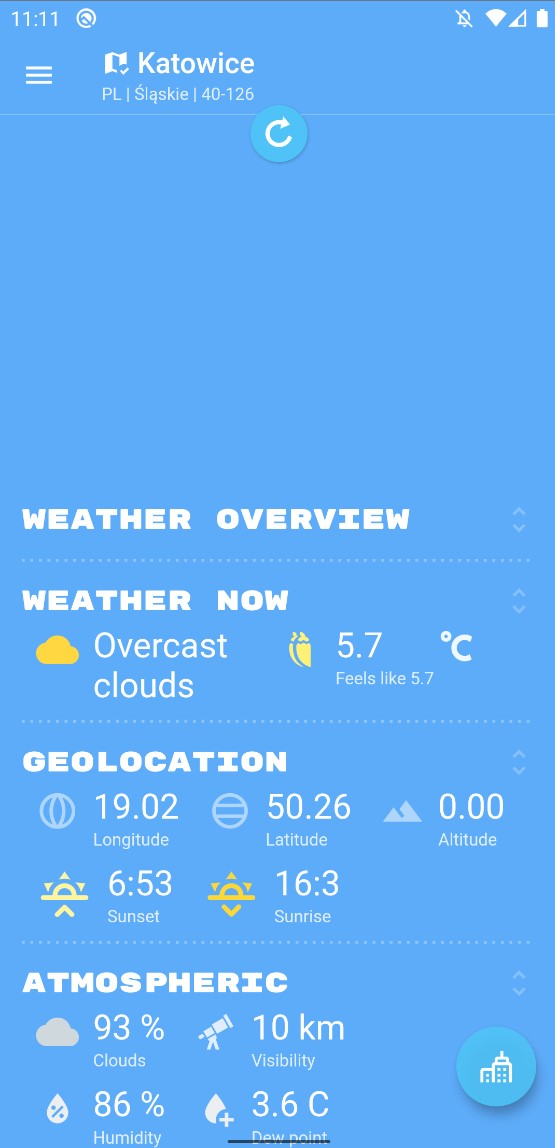 11:11
Katowice
PL | Śląskie | 40-126
WEATHER OVERVIEW
WEATHER NOW
Overcast clouds
5.7
Feels like 5.7
°C
GEOLOCATION
19.02
Longitude
50.26
Latitude
0.00
Altitude
6:53
Sunset
16:3
Sunrise
ATMOSPHERIC
93 %
Clouds
10 km
Visibility
86 %
Humidity
3.6 C
Dew point